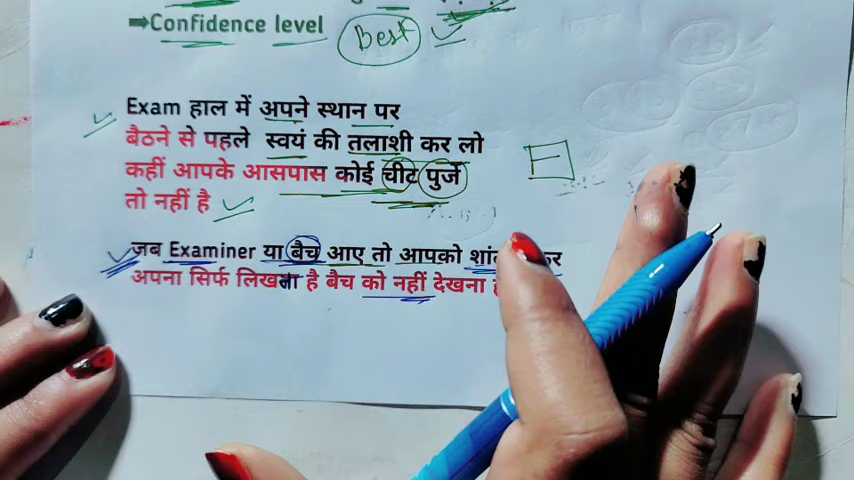 ➡Confidence level
Best
Exam हाल में अपने स्थान पर
बैठने से पहले स्वयं की तलाशी कर लो
कहीं आपके आसपास कोई चीट पुर्जे
तो नहीं है
F
जब Examiner या बैच आए तो आपको
अपना सिर्फ लिखना है बैच को नहीं देखना